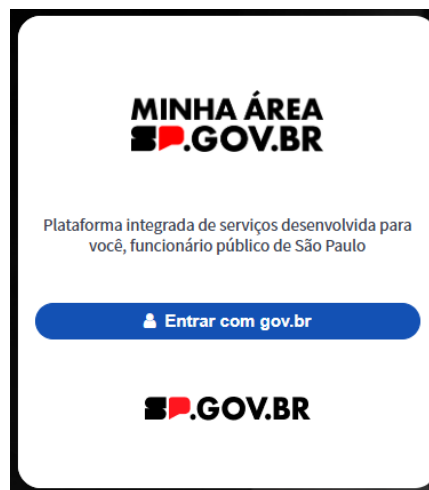 MINHA ÁREA
SP.GOV.BR
Plataforma integrada de serviços desenvolvida para
você, funcionário público de São Paulo
Entrar com gov.br
SP.GOV.BR